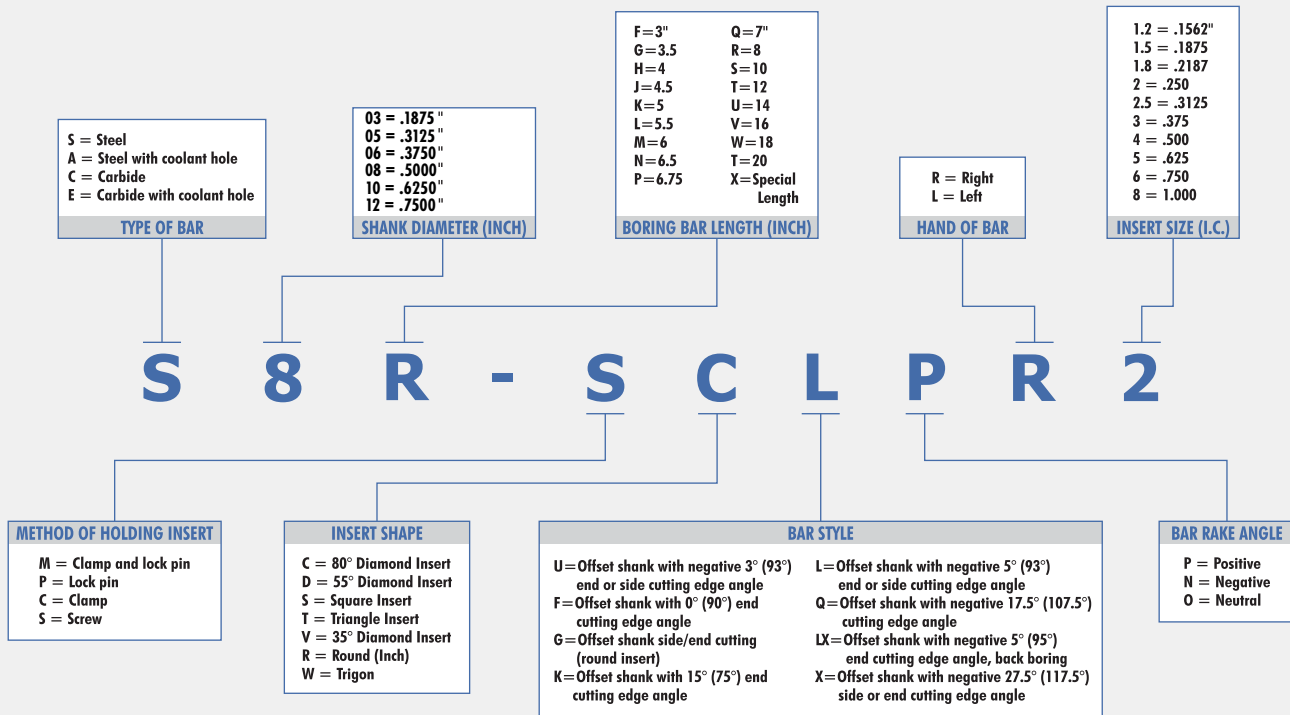 S = Steel
A = Steel with coolant hole
C = Carbide
E = Carbide with coolant hole
TYPE OF BAR
03 = .1875 "
05 = .3125"
06 = .3750"
08 = .5000"
10 = .6250"
12 = .7500"
SHANK DIAMETER (INCH)
F=3" Q=7"
G=3.5 R=8
H=4 S=10
J=4.5 T=12
K=5 U=14
L=5.5 V=16
M=6 W=18
N=6.5 T=20
P=6.75 X=Special
Length
BORING BAR LENGTH (INCH)
R = Right
L = Left
HAND OF BAR
1.2 = .1562"
1.5 = .1875
1.8 = .2187
2 = .250
2.5 = .3125
3 = .375
4 = .500
5 = .625
6 = .750
8 = 1.000
INSERT SIZE (I.C.)
S 8 R - S C L P R 2
METHOD OF HOLDING INSERT
M = Clamp and lock pin
P = Lock pin
C = Clamp
S = Screw
INSERT SHAPE
C = 80° Diamond Insert
D = 55° Diamond Insert
S = Square Insert
T = Triangle Insert
V = 35° Diamond Insert
R = Round (Inch)
W = Trigon
BAR STYLE
U=Offset shank with negative 3° (93°)
end or side cutting edge angle
F=Offset shank with 0° (90°) end
cutting edge angle
G=Offset shank side/end cutting
(round insert)
K=Offset shank with 15° (75°) end
cutting edge angle
L=Offset shank with negative 5° (93°)
end or side cutting edge angle
Q=Offset shank with negative 17.5° (107.5°)
cutting edge angle
LX=Offset shank with negative 5° (95°)
end cutting edge angle, back boring
X=Offset shank with negative 27.5° (117.5°)
side or end cutting edge angle
BAR RAKE ANGLE
P = Positive
N = Negative
O = Neutral